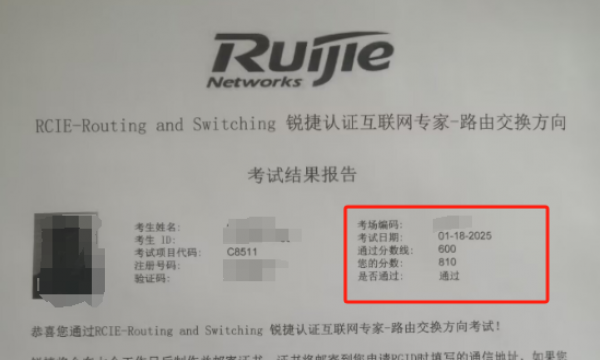 Ruijie
Networks
RCIE-Routing and Switching 锐捷认证互联网专家-路由交换方向
考试结果报告
考生姓名:
考生 ID:
考试项目代码: C8511
注册号码:
验证码:
考场编码:
考试日期: 01-18-2025
通过分数线: 600
您的分数: 810
是否通过: 通过
恭喜您通过RCIE-Routing and Switching 锐捷认证互联网专家-路由交换方向考试!